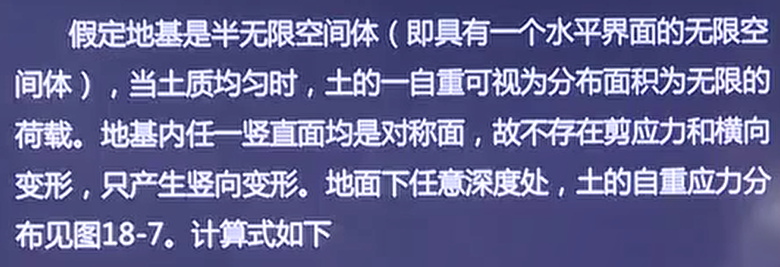 假定地基是半无限空间体（即具有一个水平界面的无限空
间体），当土质均匀时，土的一自重可视为分布面积为无限的
荷载。地基内任一竖直面均是对称面，故不存在剪应力和横向
变形，只产生竖向变形。地面下任意深度处，土的自重应力分
布见图18-7。计算式如下